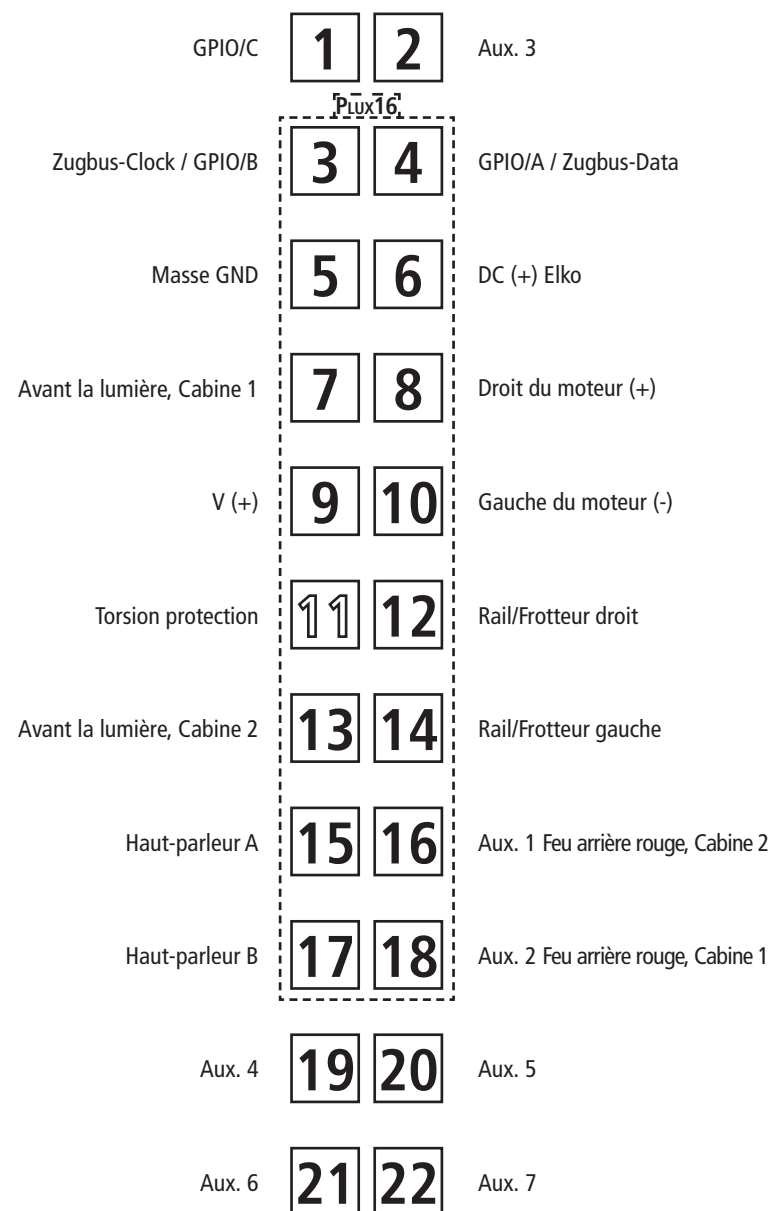 GPIO/C 1 2 Aux. 3
PLUX16
Zugbus-Clock / GPIO/B 3 4 GPIO/A / Zugbus-Data
Masse GND 5 6 DC (+) Elko
Avant la lumière, Cabine 1 7 8 Droit du moteur (+)
V (+) 9 10 Gauche du moteur (-)
Torsion protection 11 12 Rail/Frotteur droit
Avant la lumière, Cabine 2 13 14 Rail/Frotteur gauche
Haut-parleur A 15 16 Aux. 1 Feu arrière rouge, Cabine 2
Haut-parleur B 17 18 Aux. 2 Feu arrière rouge, Cabine 1
Aux. 4 19 20 Aux. 5
Aux. 6 21 22 Aux. 7